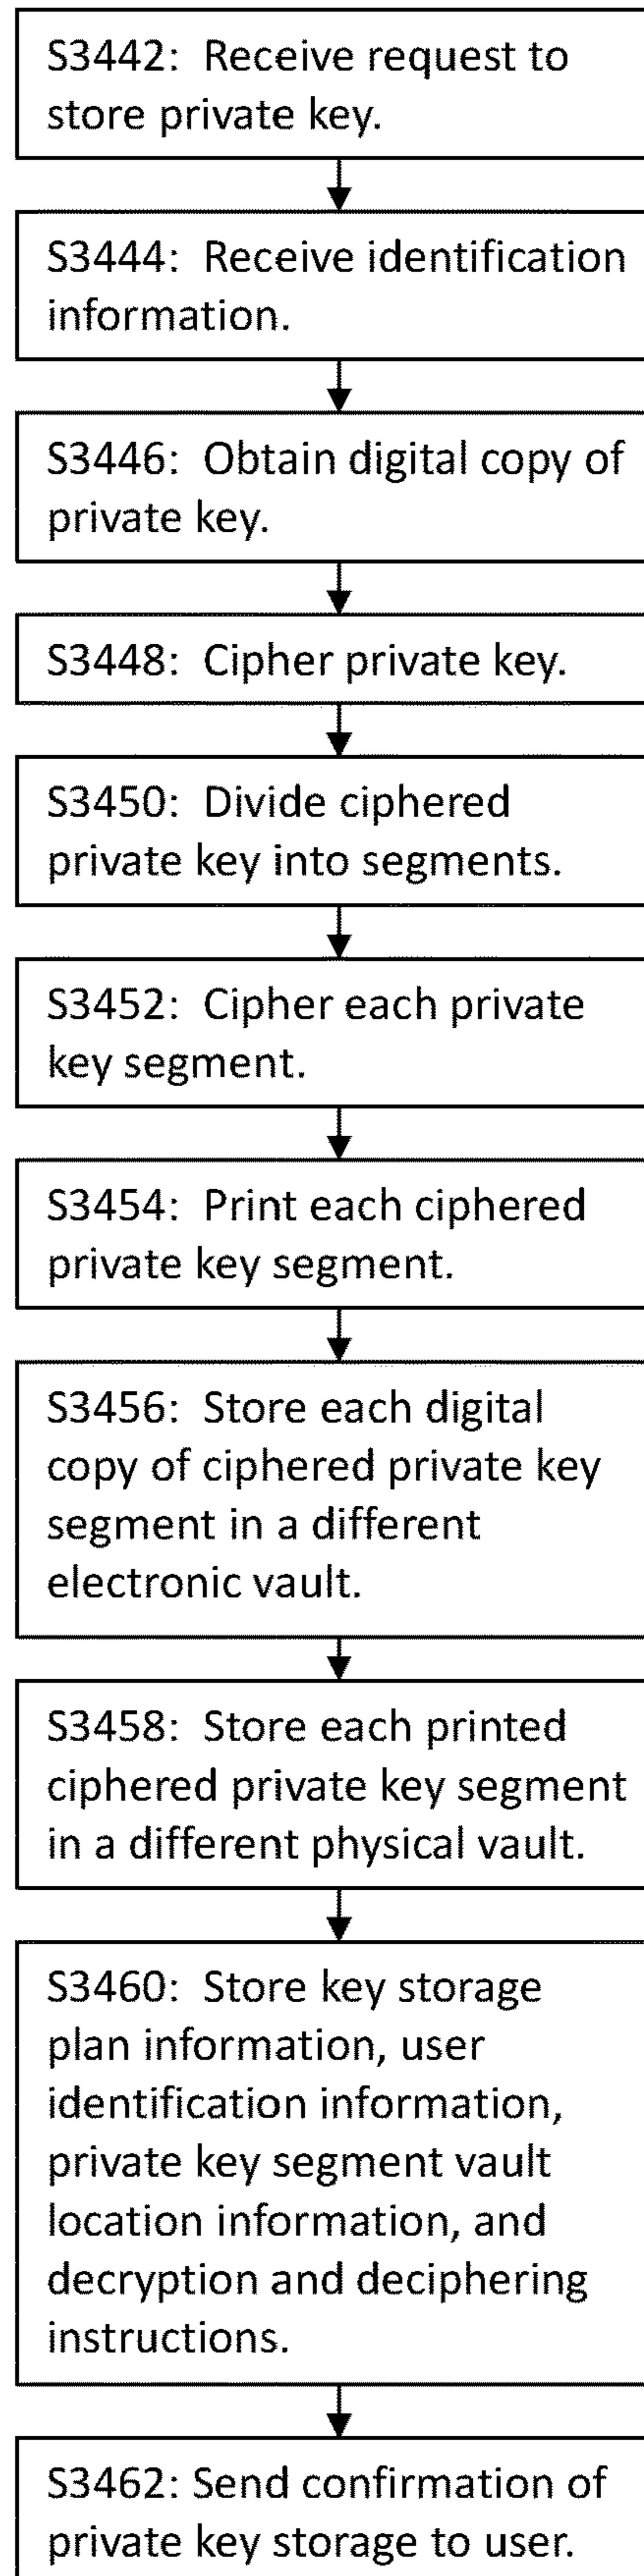 S3442: Receive request to
store private key.
S3444: Receive identification
information.
S3446: Obtain digital copy of
private key.
S3448: Cipher private key.
S3450: Divide ciphered
private key into segments.
S3452: Cipher each private
key segment.
S3454: Print each ciphered
private key segment.
S3456: Store each digital
copy of ciphered private key
segment in a different
electronic vault.
S3458: Store each printed
ciphered private key segment
in a different physical vault.
S3460: Store key storage
plan information, user
identification information,
private key segment vault
location information, and
decryption and deciphering
instructions.
S3462: Send confirmation of
private key storage to user.